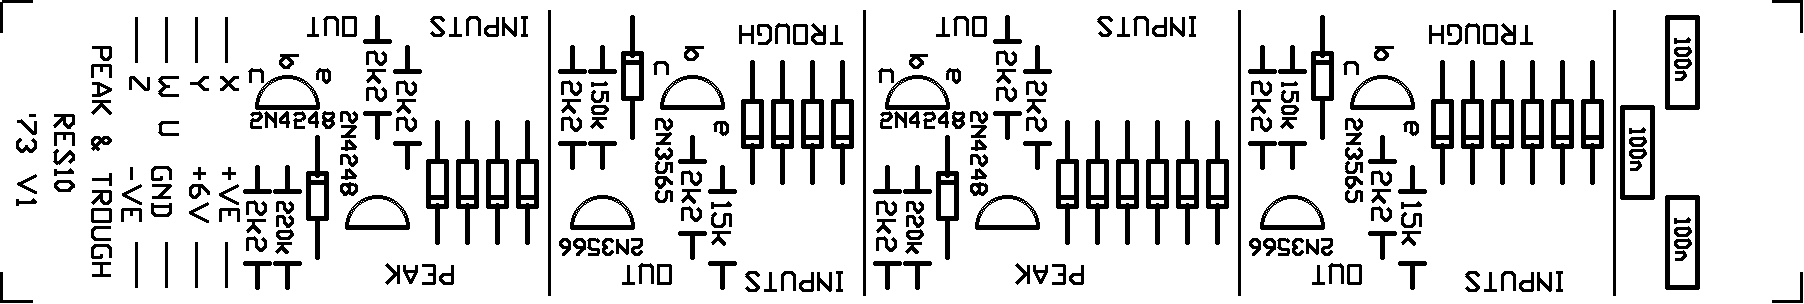 '73 V1
RES10
PEAK & TROUGH
Z -VE
W U GND
Y +6V
X +VE
OUT
INPUTS
c b e
2k2
2k2
2N4248
2N4248
2k2
220k
PEAK
TROUGH
2k2
150k
c b e
2N3565
2k2
15k
2N3566
OUT
INPUTS
OUT
INPUTS
c b e
2k2
2k2
2N4248
2N4248
2k2
220k
PEAK
TROUGH
2k2
150k
c b e
2N3565
2k2
15k
2N3566
OUT
INPUTS
100n
100n
100n